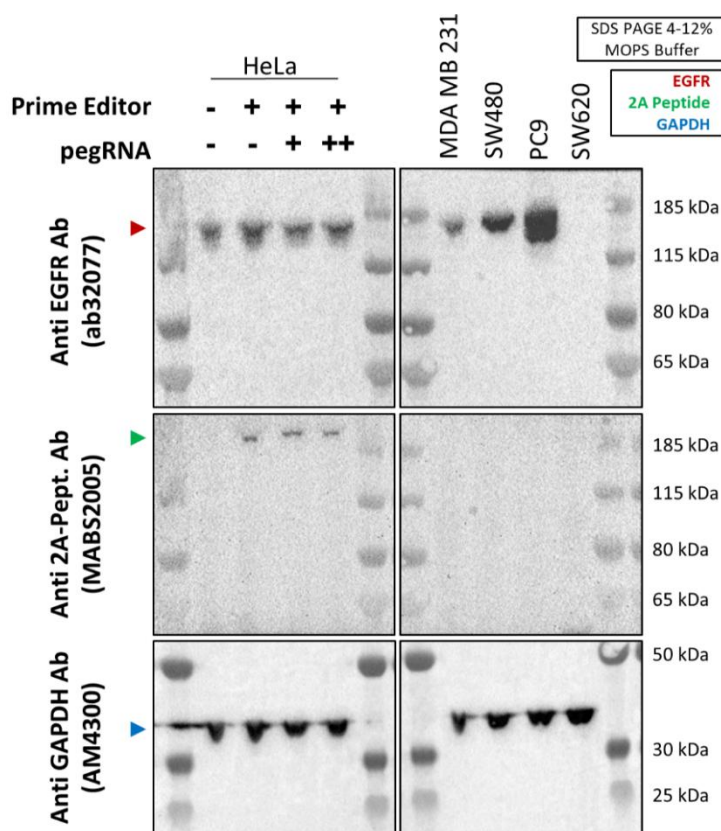 SDS PAGE 4-12%
MOPS Buffer
EGFR
2A Peptide
GAPDH
HeLa
Prime Editor - + + +
pegRNA - - + ++
MDA MB 231
SW480
PC9
SW620
Anti EGFR Ab
(ab32077)
185 kDa
115 kDa
80 kDa
65 kDa
Anti 2A-Pept. Ab
(MABS2005)
185 kDa
115 kDa
80 kDa
65 kDa
Anti GAPDH Ab
(AM4300)
50 kDa
30 kDa
25 kDa